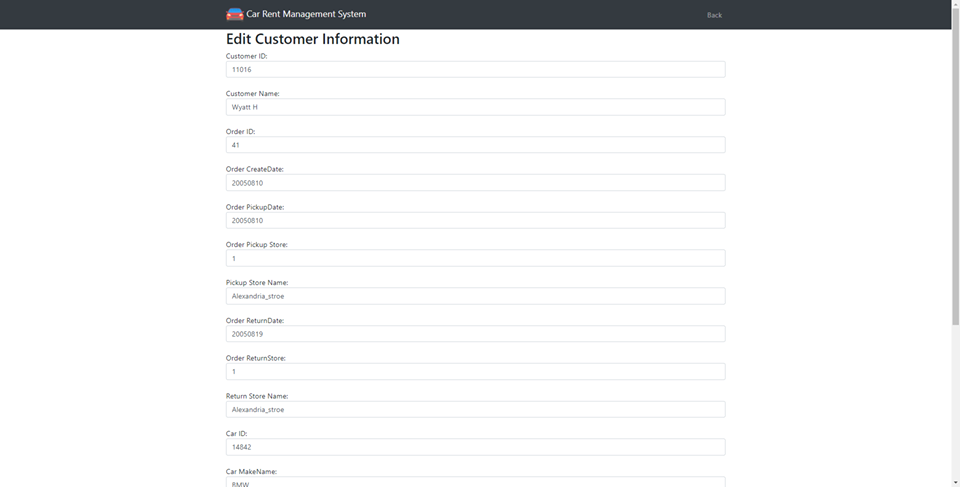 Car Rent Management System
Back
Edit Customer Information
Customer ID:
11016
Customer Name:
Wyatt H
Order ID:
41
Order CreateDate:
20050810
Order PickupDate:
20050810
Order Pickup Store:
1
Pickup Store Name:
Alexandria_stroe
Order ReturnDate:
20050819
Order ReturnStore:
1
Return Store Name:
Alexandria_stroe
Car ID:
14842
Car MakeName:
BMW